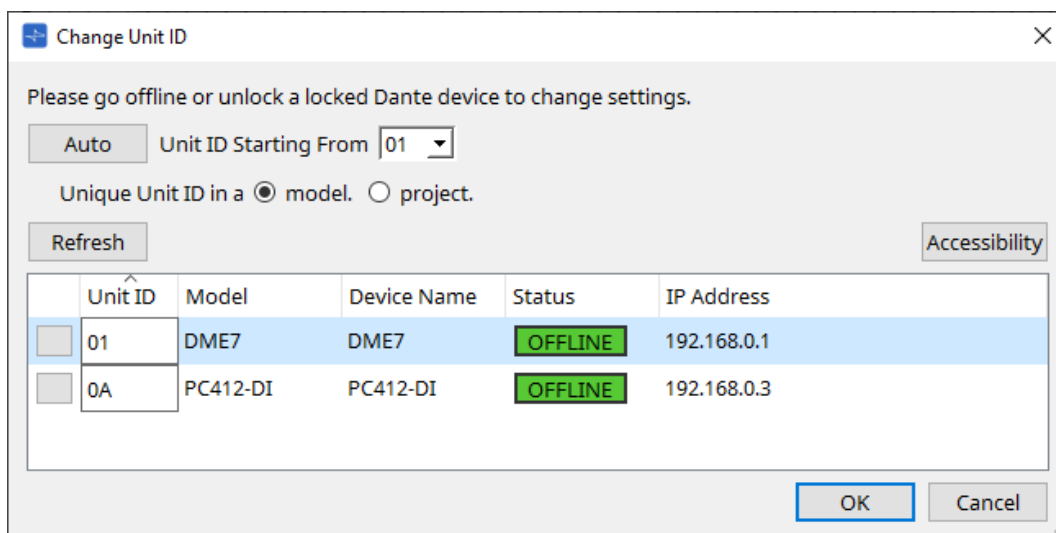 Change Unit ID
Please go offline or unlock a locked Dante device to change settings.
Auto Unit ID Starting From 01
Unique Unit ID in a model. project.
Refresh Accessibility
Unit ID Model Device Name Status IP Address
01 DME7 DME7 OFFLINE 192.168.0.1
0A PC412-DI PC412-DI OFFLINE 192.168.0.3
OK Cancel